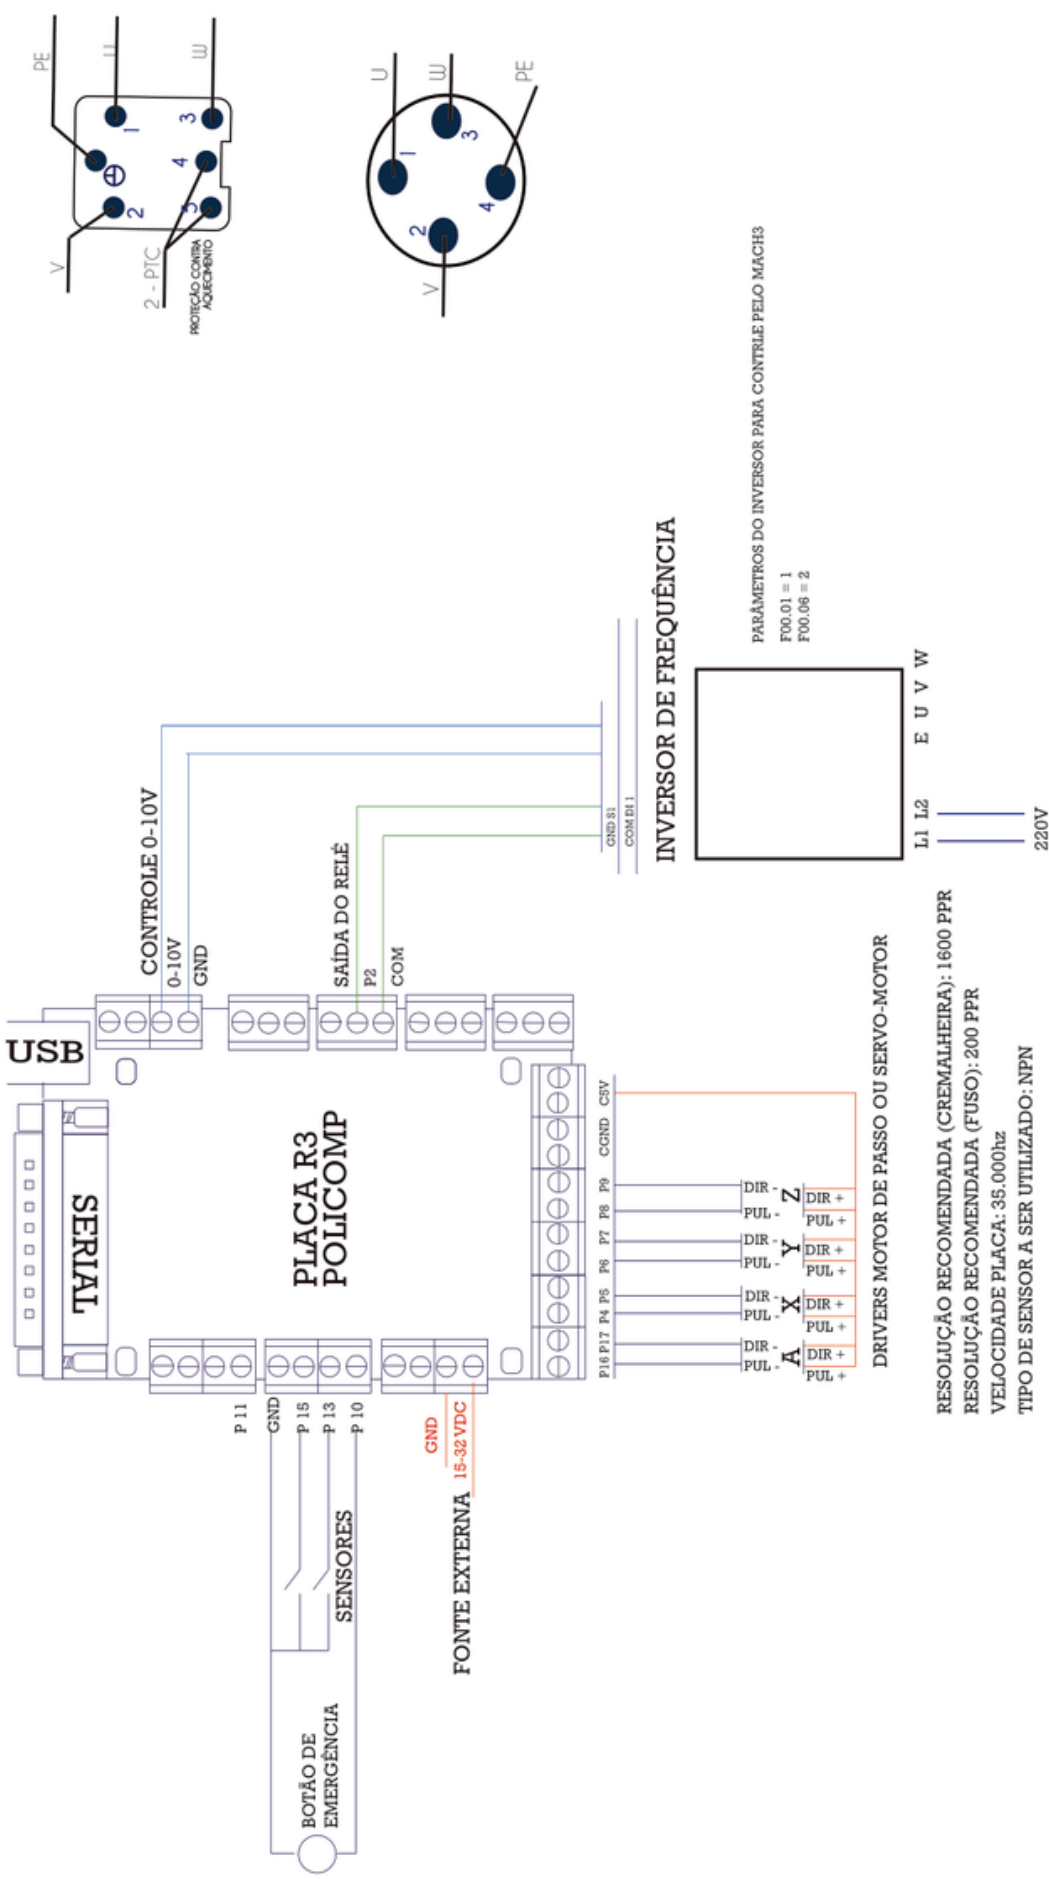 PE
U
W
1
3
4
2
5
V
2 - PTC
PROTEÇÃO CONTRA
AQUECIMENTO
U
W
PE
1
3
2
4
V
USB
SERIAL
PLACA R3
POLICOMP
CONTROLE 0-10V
0-10V
GND
SAÍDA DO RELÉ
P2
COM
GND S1
COM DI 1
INVERSOR DE FREQUÊNCIA
PARÂMETROS DO INVERSOR PARA CONTRLE PELO MACH3
F00.01 = 1
F00.06 = 2
L1 L2 E U V W
220V
P 11
GND
P 15
P 13
P 10
SENSORES
BOTÃO DE
EMERGÊNCIA
GND
15-32 VDC
FONTE EXTERNA
P16 P17 P4 P5 P6 P7 P8 P9 CGND C5V
PUL - DIR -
A
PUL + DIR +
PUL - DIR -
X
PUL + DIR +
PUL - DIR -
Y
PUL + DIR +
PUL - DIR -
Z
PUL + DIR +
DRIVERS MOTOR DE PASSO OU SERVO-MOTOR
RESOLUÇÃO RECOMENDADA (CREMALHEIRA): 1600 PPR
RESOLUÇÃO RECOMENDADA (FUSO): 200 PPR
VELOCIDADE PLACA: 35.000hz
TIPO DE SENSOR A SER UTILIZADO: NPN